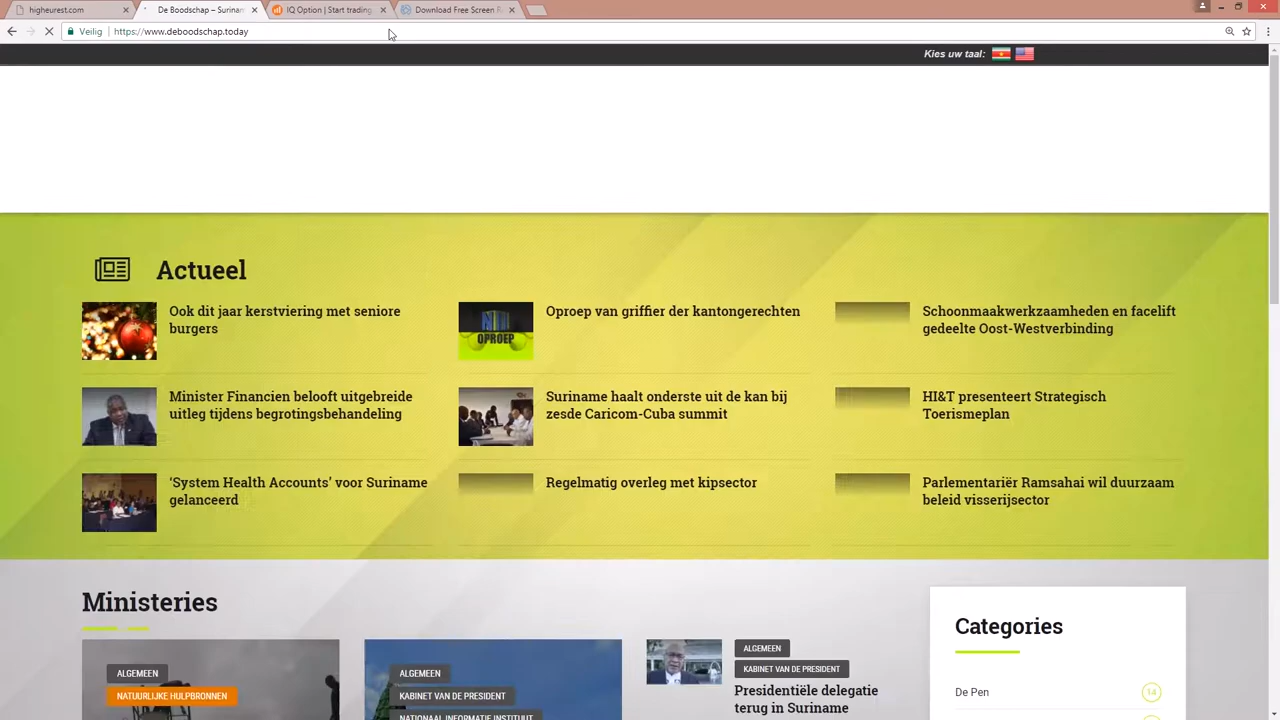 higheurest.com
De Boodschap – Surinam
IQ Option | Start trading
Download Free Screen R
Veilig
https://www.deboodschap.today
Kies uw taal:
Actueel
Ook dit jaar kerstviering met seniore
burgers
Oproep van griffier der kantongerechten
OPROEP
Schoonmaakwerkzaamheden en facelift
gedeelte Oost-Westverbinding
Minister Financien belooft uitgebreide
uitleg tijdens begrotingsbehandeling
Suriname haalt onderste uit de kan bij
zesde Caricom-Cuba summit
HI&T presenteert Strategisch
Toerismeplan
‘System Health Accounts’ voor Suriname
gelanceerd
Regelmatig overleg met kipsector
Parlementariër Ramsahai wil duurzaam
beleid visserijsector
Ministeries
ALGEMEEN
NATUURLIJKE HULPBRONNEN
ALGEMEEN
KABINET VAN DE PRESIDENT
NATIONAAL INFORMATIE INSTITUUT
ALGEMEEN
KABINET VAN DE PRESIDENT
Presidentiële delegatie
terug in Suriname
Categories
De Pen
14